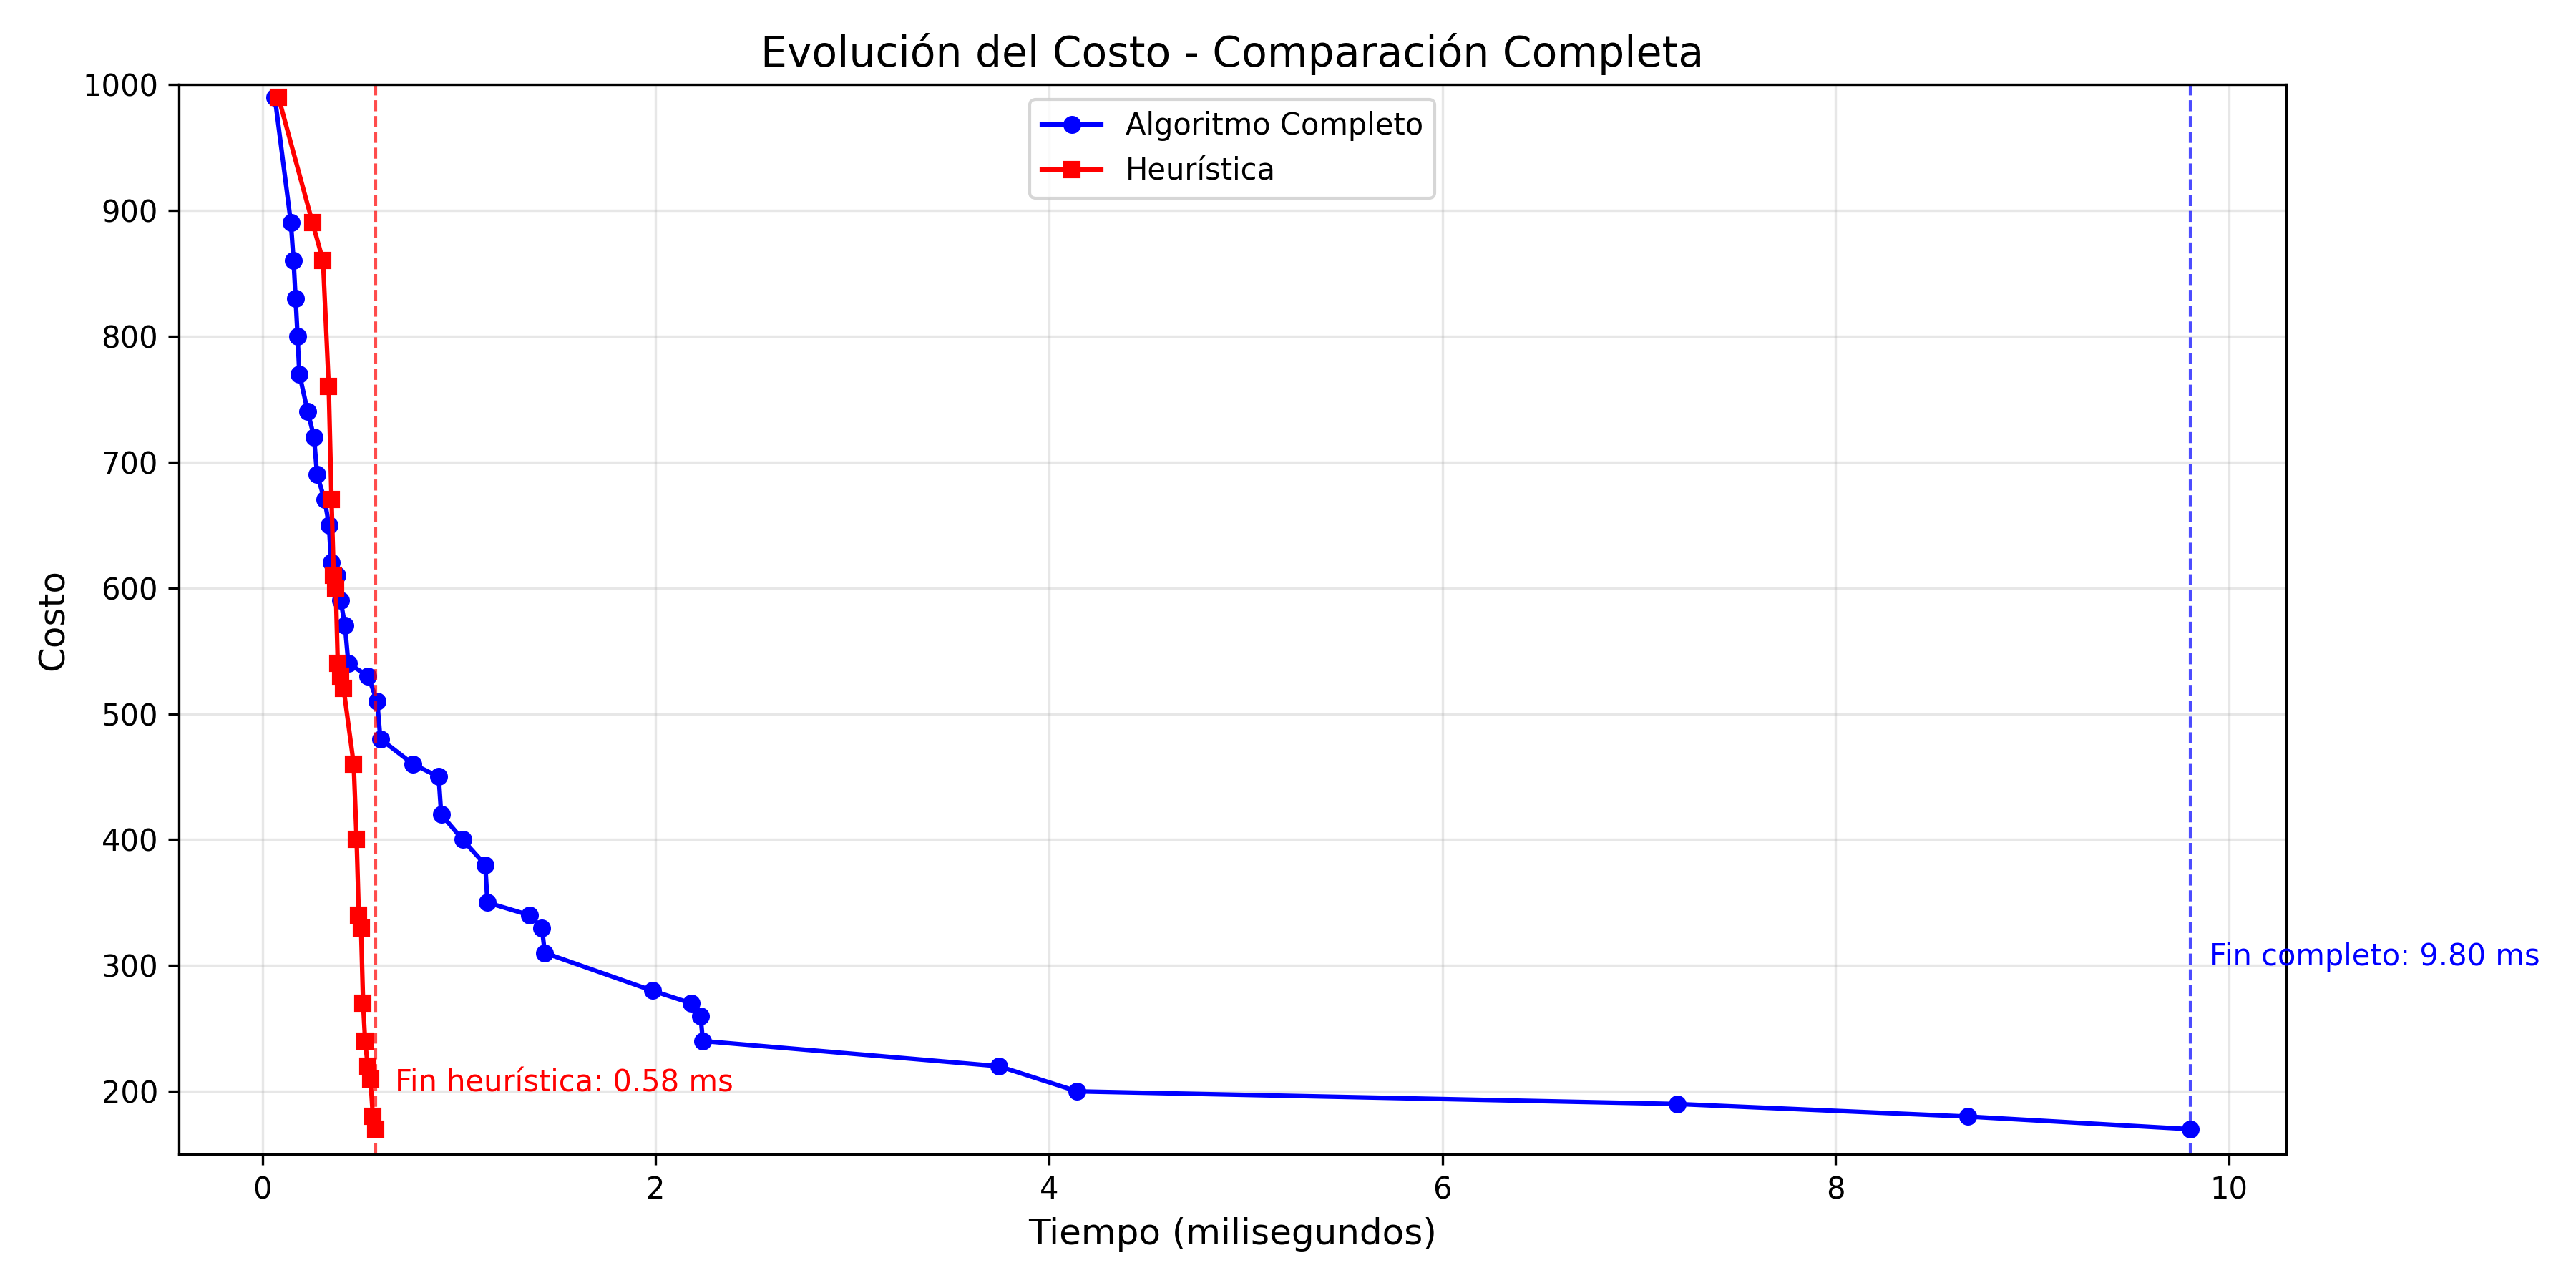 Evolución del Costo - Comparación Completa
Algoritmo Completo
Heurística
1000
900
800
700
600
500
400
300
200
Costo
Fin completo: 9.80 ms
Fin heurística: 0.58 ms
0 2 4 6 8 10
Tiempo (milisegundos)